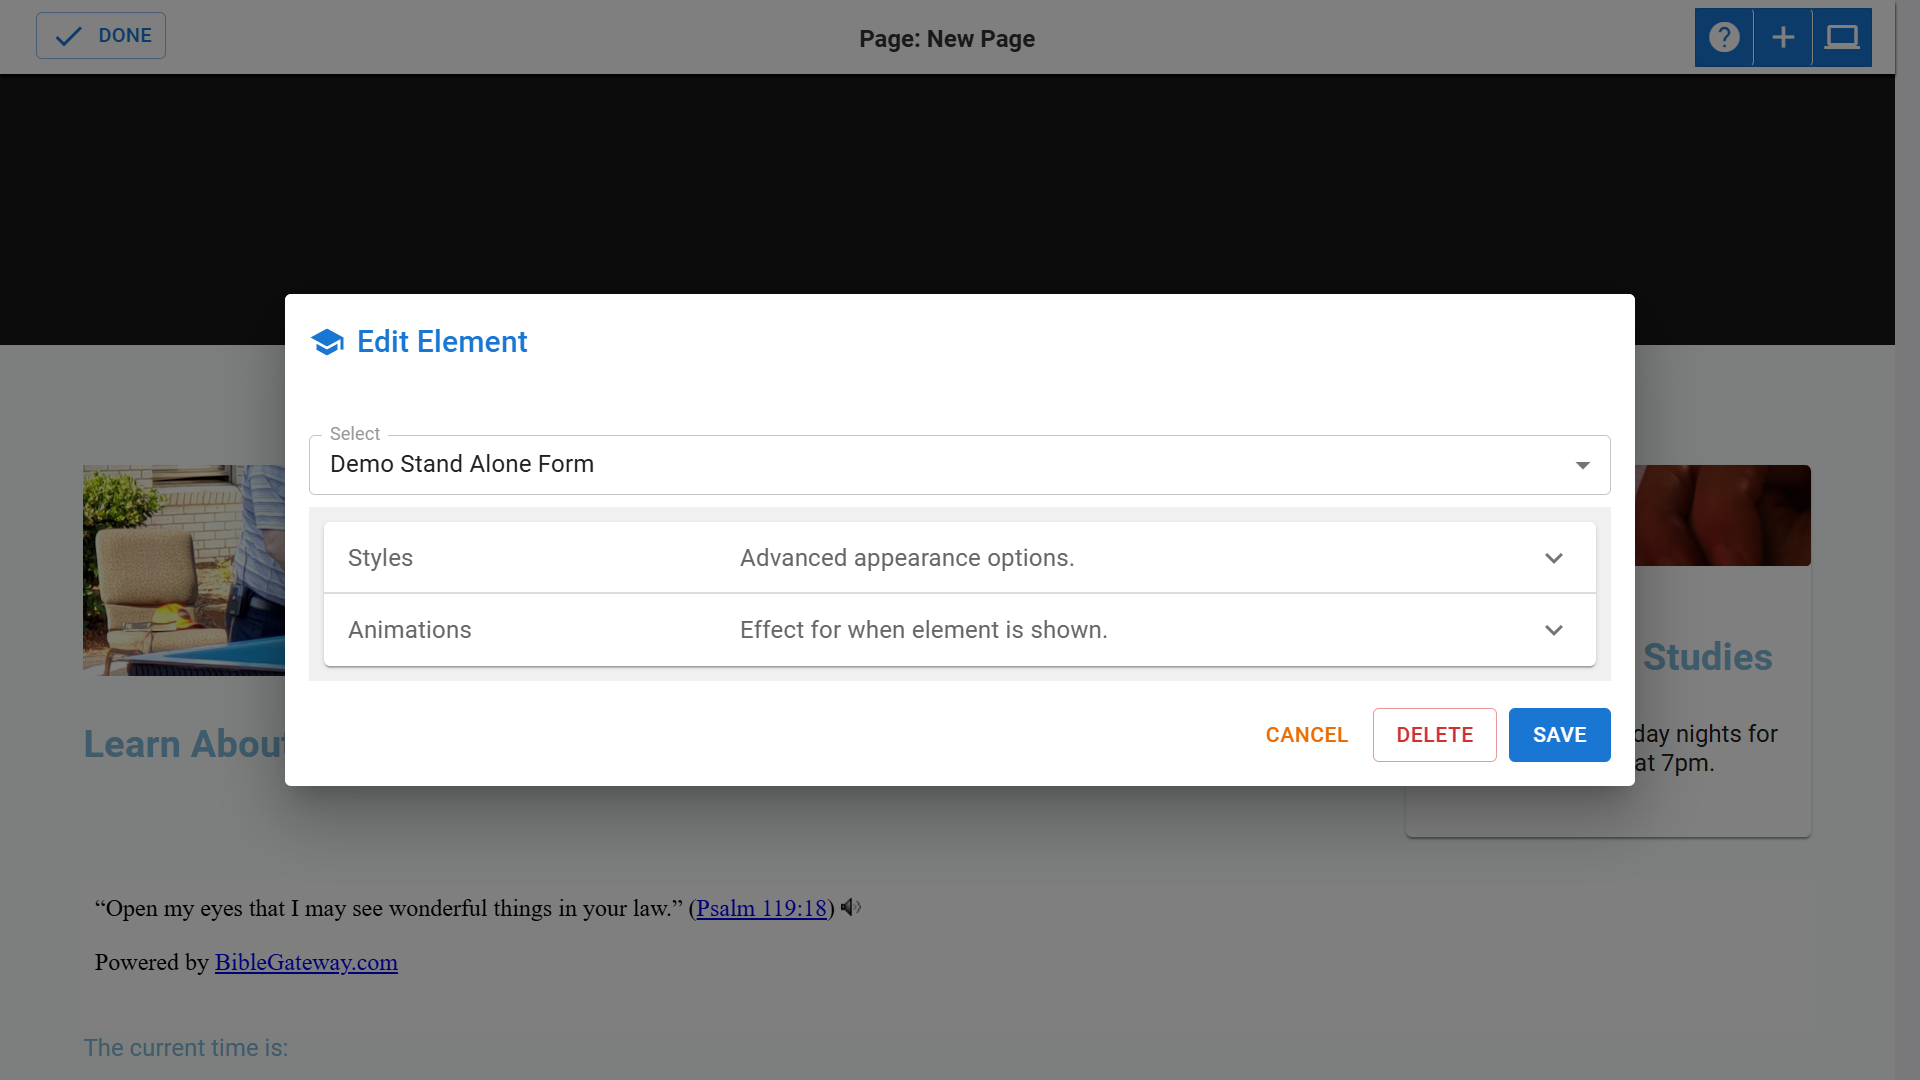 DONE
Page: New Page
Edit Element
Select
Demo Stand Alone Form
Styles
Advanced appearance options.
Animations
Effect for when element is shown.
CANCEL
DELETE
SAVE
Studies
Learn About
day nights for
at 7pm.
“Open my eyes that I may see wonderful things in your law.” (Psalm 119:18)
Powered by BibleGateway.com
The current time is: